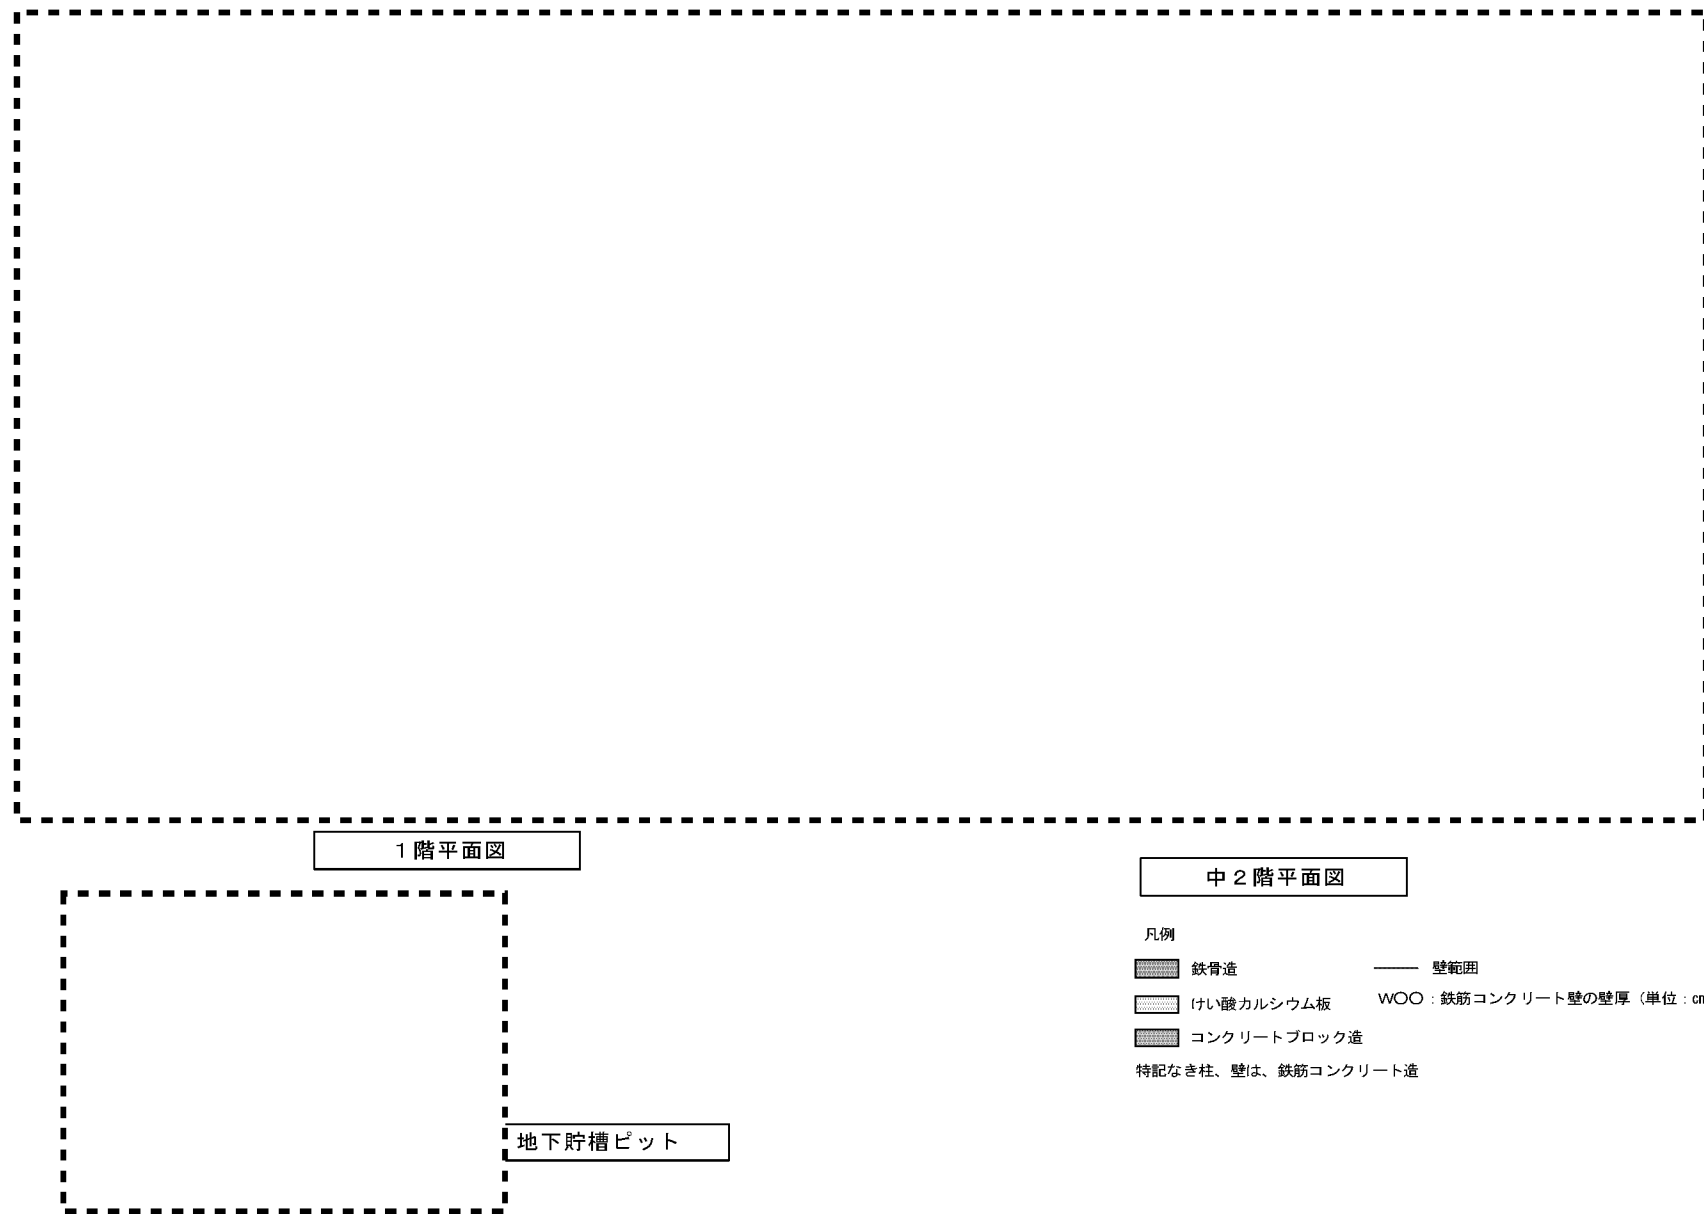 1階平面図
中2階平面図
凡例
鉄骨造
壁範囲
けい酸カルシウム板
W〇〇：鉄筋コンクリート壁の壁厚（単位：cm
コンクリートブロック造
特記なき柱、壁は、鉄筋コンクリート造
地下貯槽ピット